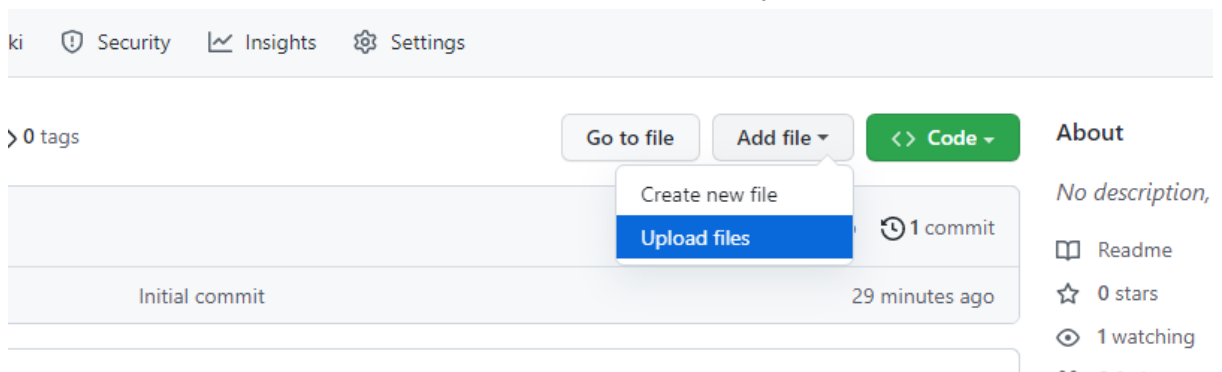 ki Security Insights Settings
0 tags Go to file Add file Code About
Create new file No description,
Upload files 1 commit
Readme
Initial commit 29 minutes ago 0 stars
1 watching